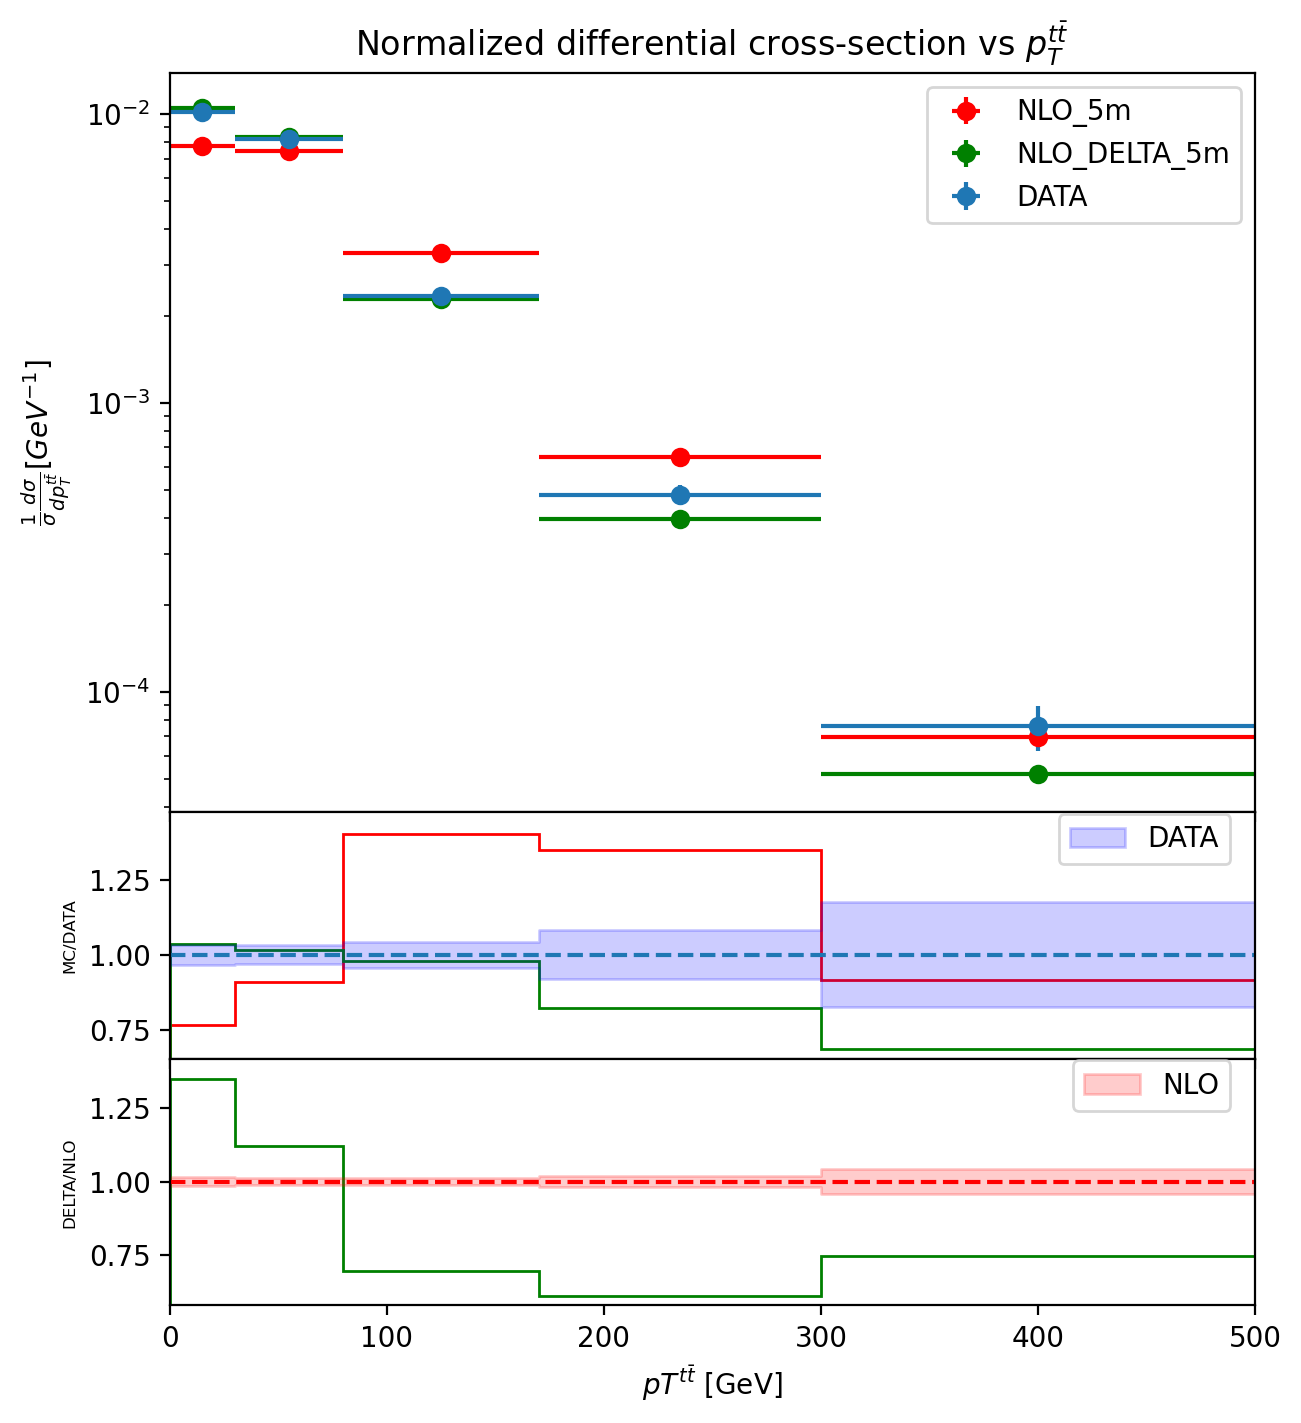 Normalized differential cross-section vs $p_T^{t\bar{t}}$
10⁻²
10⁻³
10⁻⁴
$\frac{1}{\sigma}\frac{d\sigma}{dp_T^{t\bar{t}}}[GeV^{-1}]$
NLO_5m
NLO_DELTA_5m
DATA
1.25
1.00
0.75
MC/DATA
DATA
1.25
1.00
0.75
DELTA/NLO
NLO
0 100 200 300 400 500
$pT^{t\bar{t}}$ [GeV]